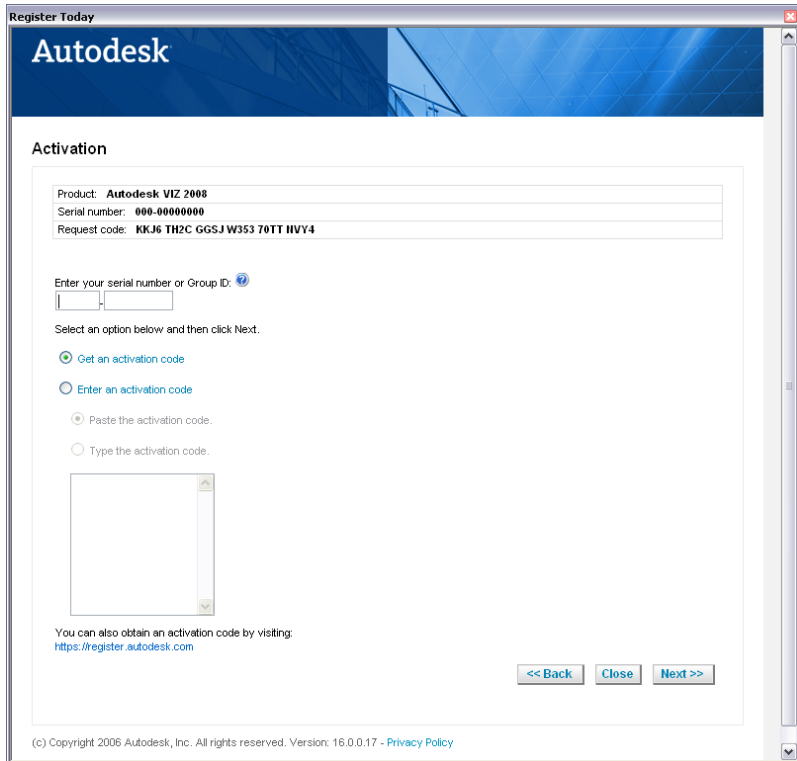 Register Today
Autodesk
Activation
Product: Autodesk VIZ 2008
Serial number: 000-00000000
Request code: KKJ6 TH2C GGSJ W353 70TT NVY4
Enter your serial number or Group ID: ?
-
Select an option below and then click Next.
Get an activation code
Enter an activation code
Paste the activation code.
Type the activation code.
You can also obtain an activation code by visiting:
https://register.autodesk.com
<< Back Close Next >>
(c) Copyright 2006 Autodesk, Inc. All rights reserved. Version: 16.0.0.17 - Privacy Policy